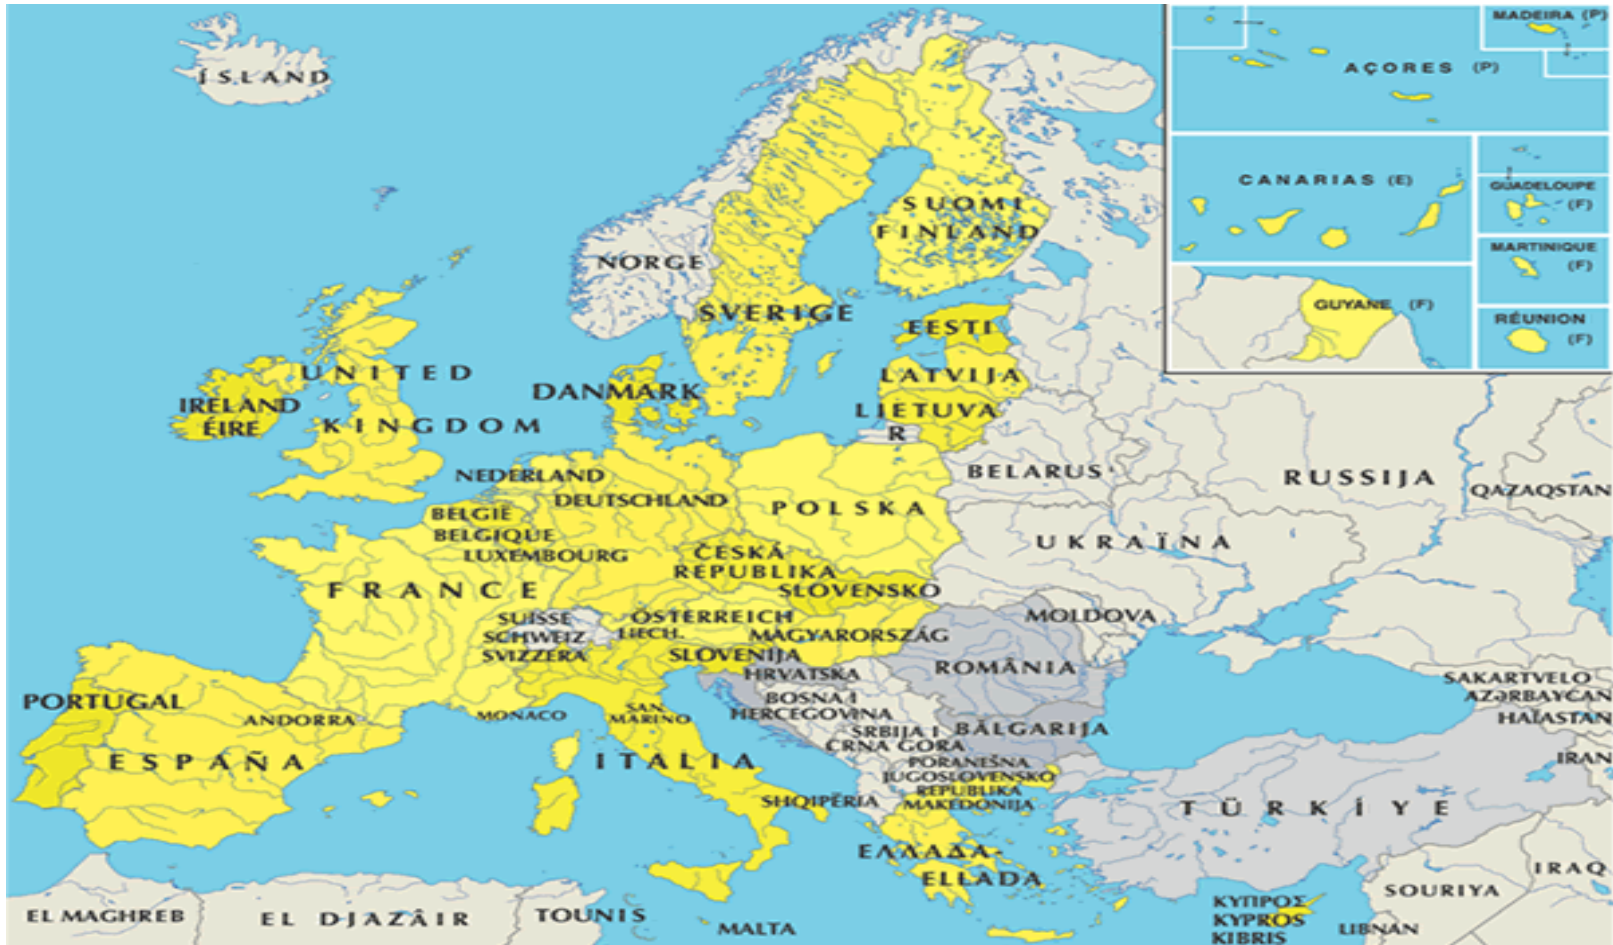 ÍSLAND
MADEIRA (P)
AÇORES (P)
CANARIAS (E)
GUADELOUPE
(F)
MARTINIQUE
(F)
GUYANE (F)
RÉUNION
(F)
SUOMI
FINLAND
NORGE
SVERIGE
EESTI
LATVIJA
LIETUVA
R
UNITED
KINGDOM
IRELAND
ÉIRE
DANMARK
NEDERLAND
DEUTSCHLAND
BELGIË
BELGIQUE
LUXEMBOURG
POLSKA
BELARUS
RUSSIJA
QAZAQSTAN
UKRAÏNA
ČESKÁ
REPUBLIKA
SLOVENSKO
FRANCE
SUISSE
SCHWEIZ
SVIZZERA
ÖSTERREICH
LIECH.
MAGYARORSZÁG
MOLDOVA
SLOVENIJA
HRVATSKA
ROMÂNIA
BOSNA I
HERCEGOVINA
SRBIJA I
CRNA GORA
BĂLGARIJA
PORANEŠNA
JUGOSLOVENSKO
REPUBLIKA
MAKEDONIJA
SHQIPËRIA
PORTUGAL
ANDORRA
ESPAÑA
MONACO
SAN
MARINO
ITALIA
SAKARTVELO
AZƏRBAYCAN
HAIASTAN
IRAN
TÜRKİYE
ΕΛΛΑΔΑ-
ELLADA
IRAQ
SOURIYA
LIBNÂN
ΚΥΠΡΟΣ
KYPROS
KIBRIS
MALTA
TOUNIS
EL DJAZÂIR
EL MAGHREB